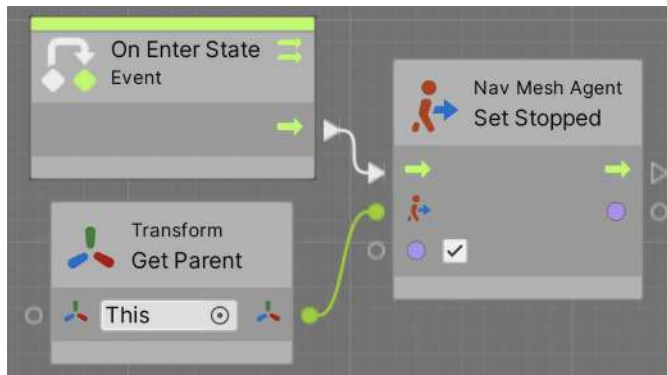 On Enter State
Event
Nav Mesh Agent
Set Stopped
Transform
Get Parent
This